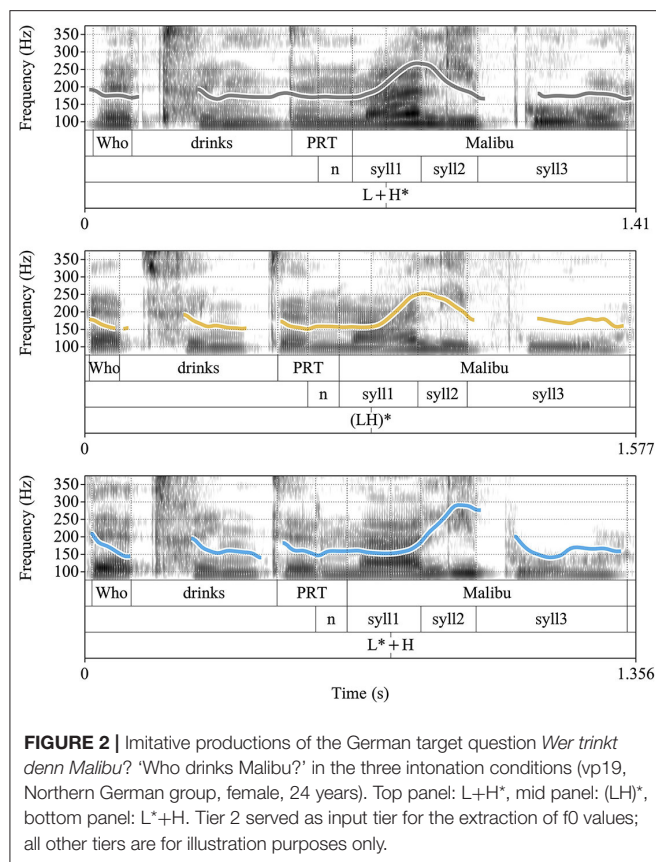 Frequency (Hz)
350
300
250
200
150
100
Who drinks PRT Malibu
n syll1 syll2 syll3
L+H*
0 1.41
Frequency (Hz)
350
300
250
200
150
100
Who drinks PRT Malibu
n syll1 syll2 syll3
(LH)*
0 1.577
Frequency (Hz)
350
300
250
200
150
100
Who drinks PRT Malibu
n syll1 syll2 syll3
L*+H
0 1.356
Time (s)
FIGURE 2 | Imitative productions of the German target question Wer trinkt
denn Malibu? ‘Who drinks Malibu?’ in the three intonation conditions (vp19,
Northern German group, female, 24 years). Top panel: L+H*, mid panel: (LH)*,
bottom panel: L*+H. Tier 2 served as input tier for the extraction of f0 values;
all other tiers are for illustration purposes only.